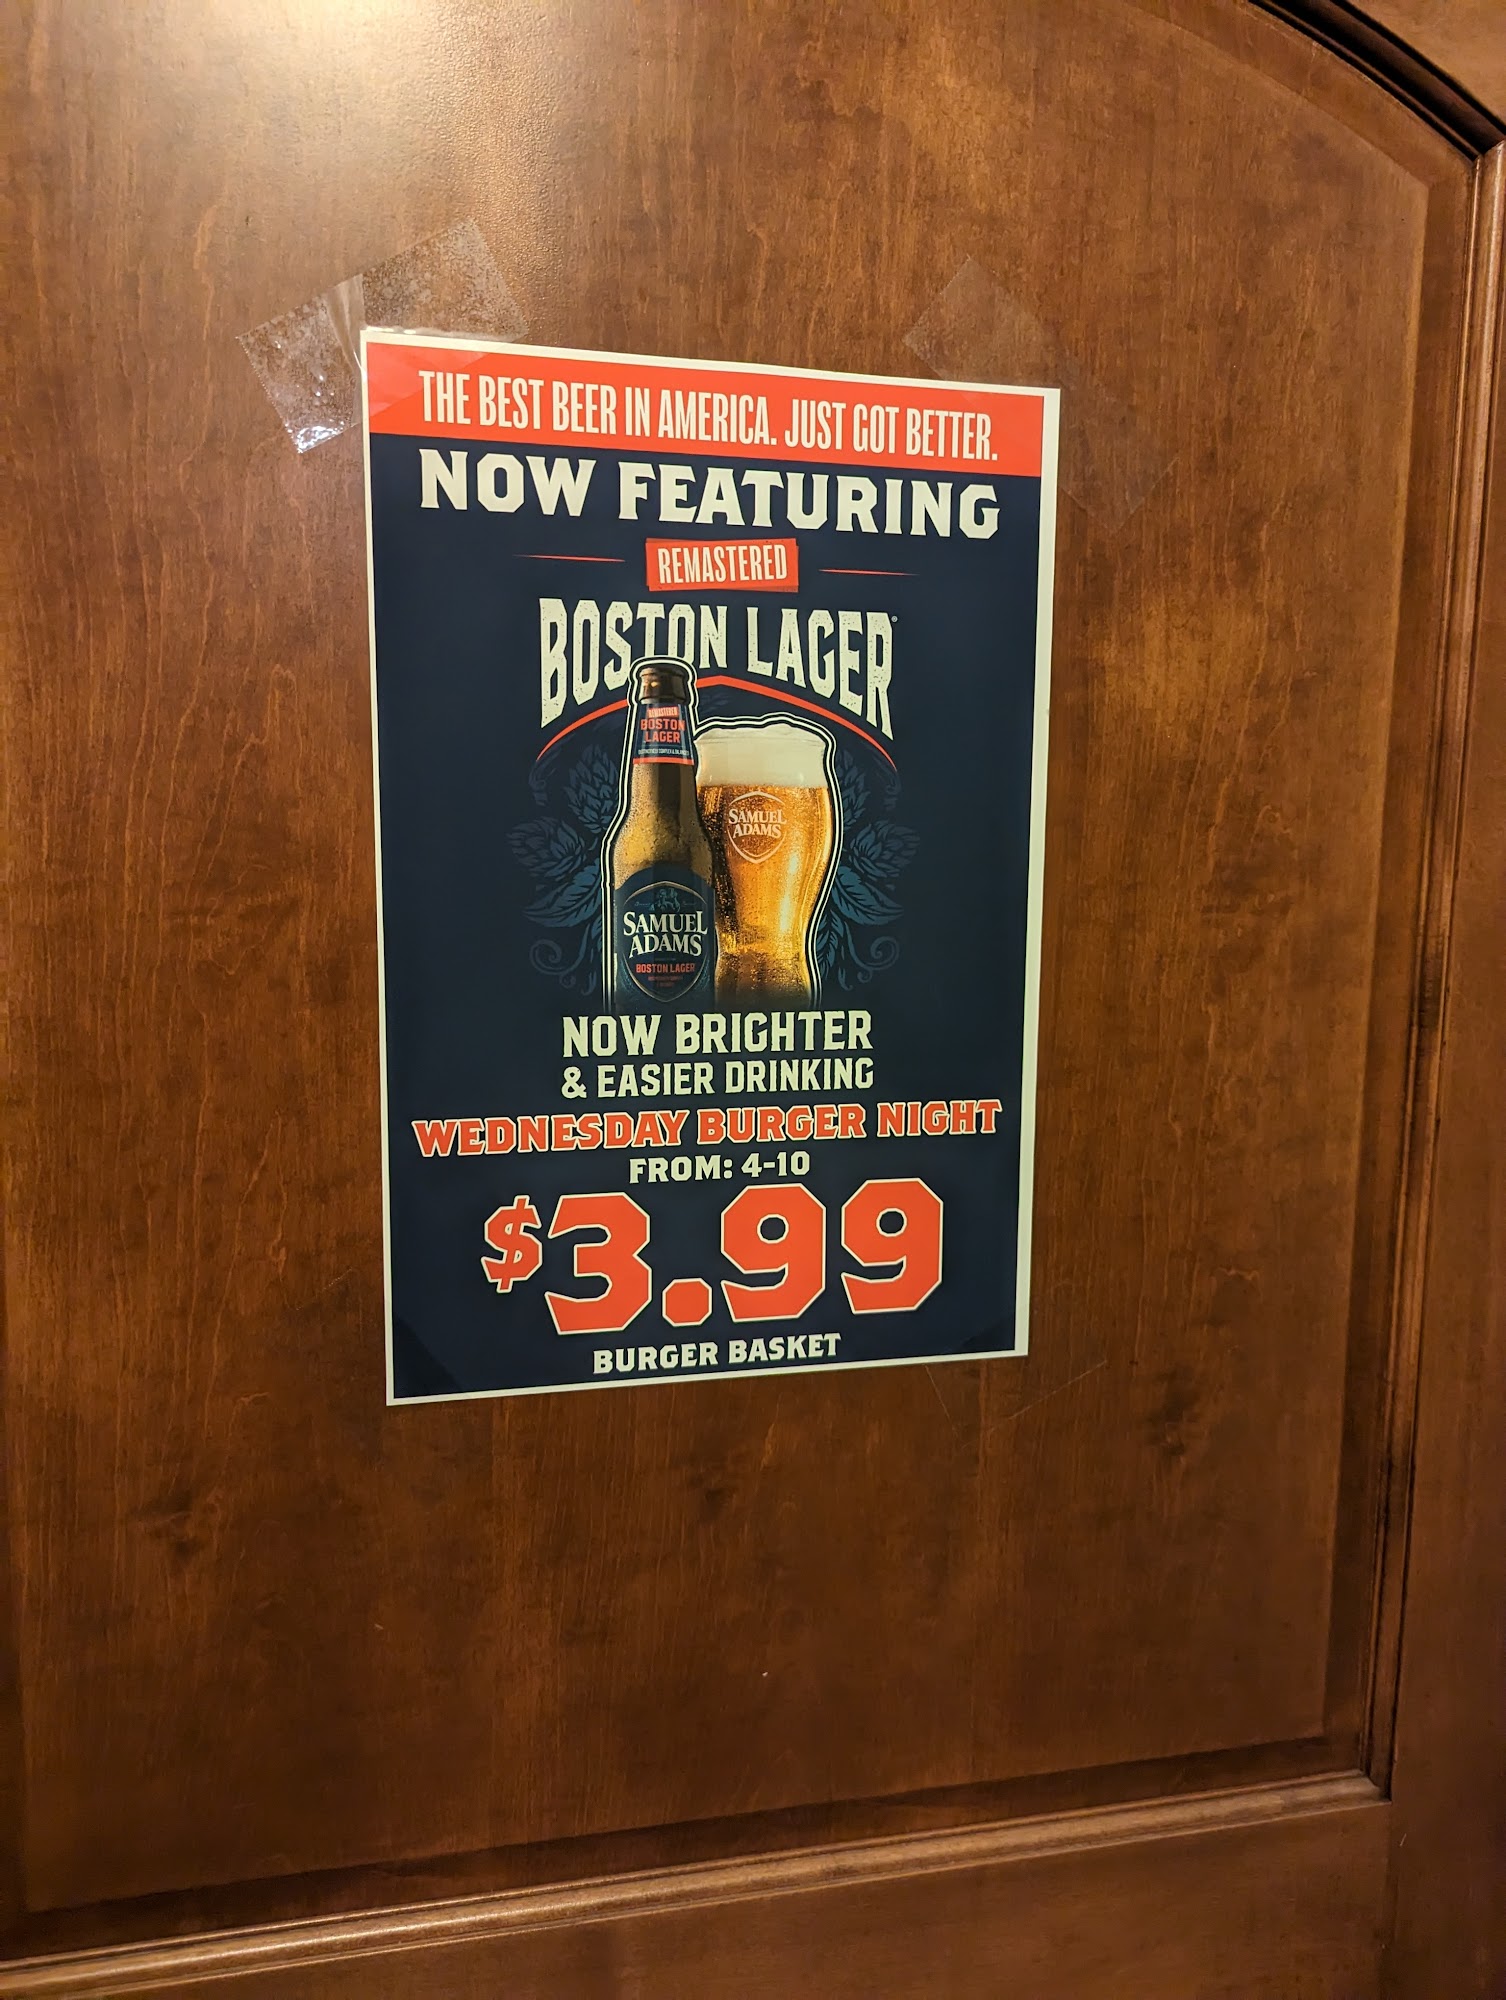 THE BEST BEER IN AMERICA. JUST GOT BETTER.
NOW FEATURING
REMASTERED
BOSTON LAGER®
REMASTERED
BOSTON
LAGER
SAMUEL
ADAMS
SAMUEL
ADAMS
BOSTON LAGER
NOW BRIGHTER
& EASIER DRINKING
WEDNESDAY BURGER NIGHT
FROM: 4-10
$3.99
BURGER BASKET